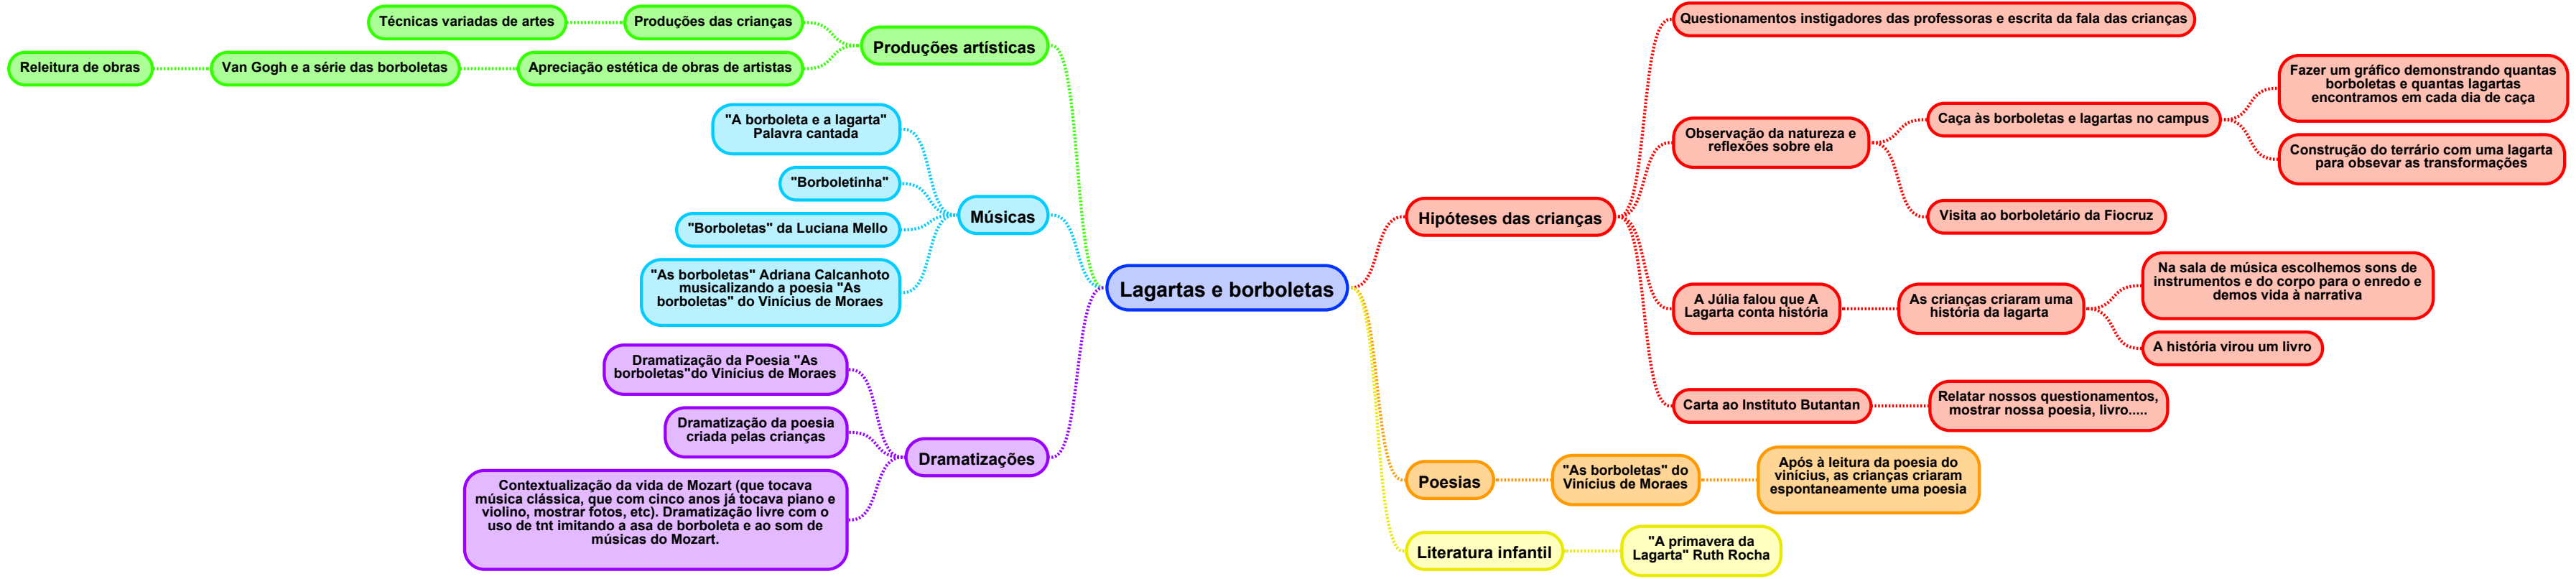 Lagartas e borboletas
Produções artísticas
Produções das crianças
Técnicas variadas de artes
Apreciação estética de obras de artistas
Van Gogh e a série das borboletas
Releitura de obras
Músicas
"A borboleta e a lagarta"
Palavra cantada
"Borboletinha"
"Borboletas" da Luciana Mello
"As borboletas" Adriana Calcanhoto
musicalizando a poesia "As
borboletas" do Vinícius de Moraes
Dramatizações
Dramatização da Poesia "As
borboletas"do Vinícius de Moraes
Dramatização da poesia
criada pelas crianças
Contextualização da vida de Mozart (que tocava
música clássica, que com cinco anos já tocava piano e
violino, mostrar fotos, etc). Dramatização livre com o
uso de tnt imitando a asa de borboleta e ao som de
músicas do Mozart.
Hipóteses das crianças
Questionamentos instigadores das professoras e escrita da fala das crianças
Observação da natureza e
reflexões sobre ela
Caça às borboletas e lagartas no campus
Fazer um gráfico demonstrando quantas
borboletas e quantas lagartas
encontramos em cada dia de caça
Construção do terrário com uma lagarta
para obsevar as transformações
Visita ao borboletário da Fiocruz
A Júlia falou que A
Lagarta conta história
As crianças criaram uma
história da lagarta
Na sala de música escolhemos sons de
instrumentos e do corpo para o enredo e
demos vida à narrativa
A história virou um livro
Carta ao Instituto Butantan
Relatar nossos questionamentos,
mostrar nossa poesia, livro.....
Poesias
"As borboletas" do
Vinícius de Moraes
Após à leitura da poesia do
vinícius, as crianças criaram
espontaneamente uma poesia
Literatura infantil
"A primavera da
Lagarta" Ruth Rocha